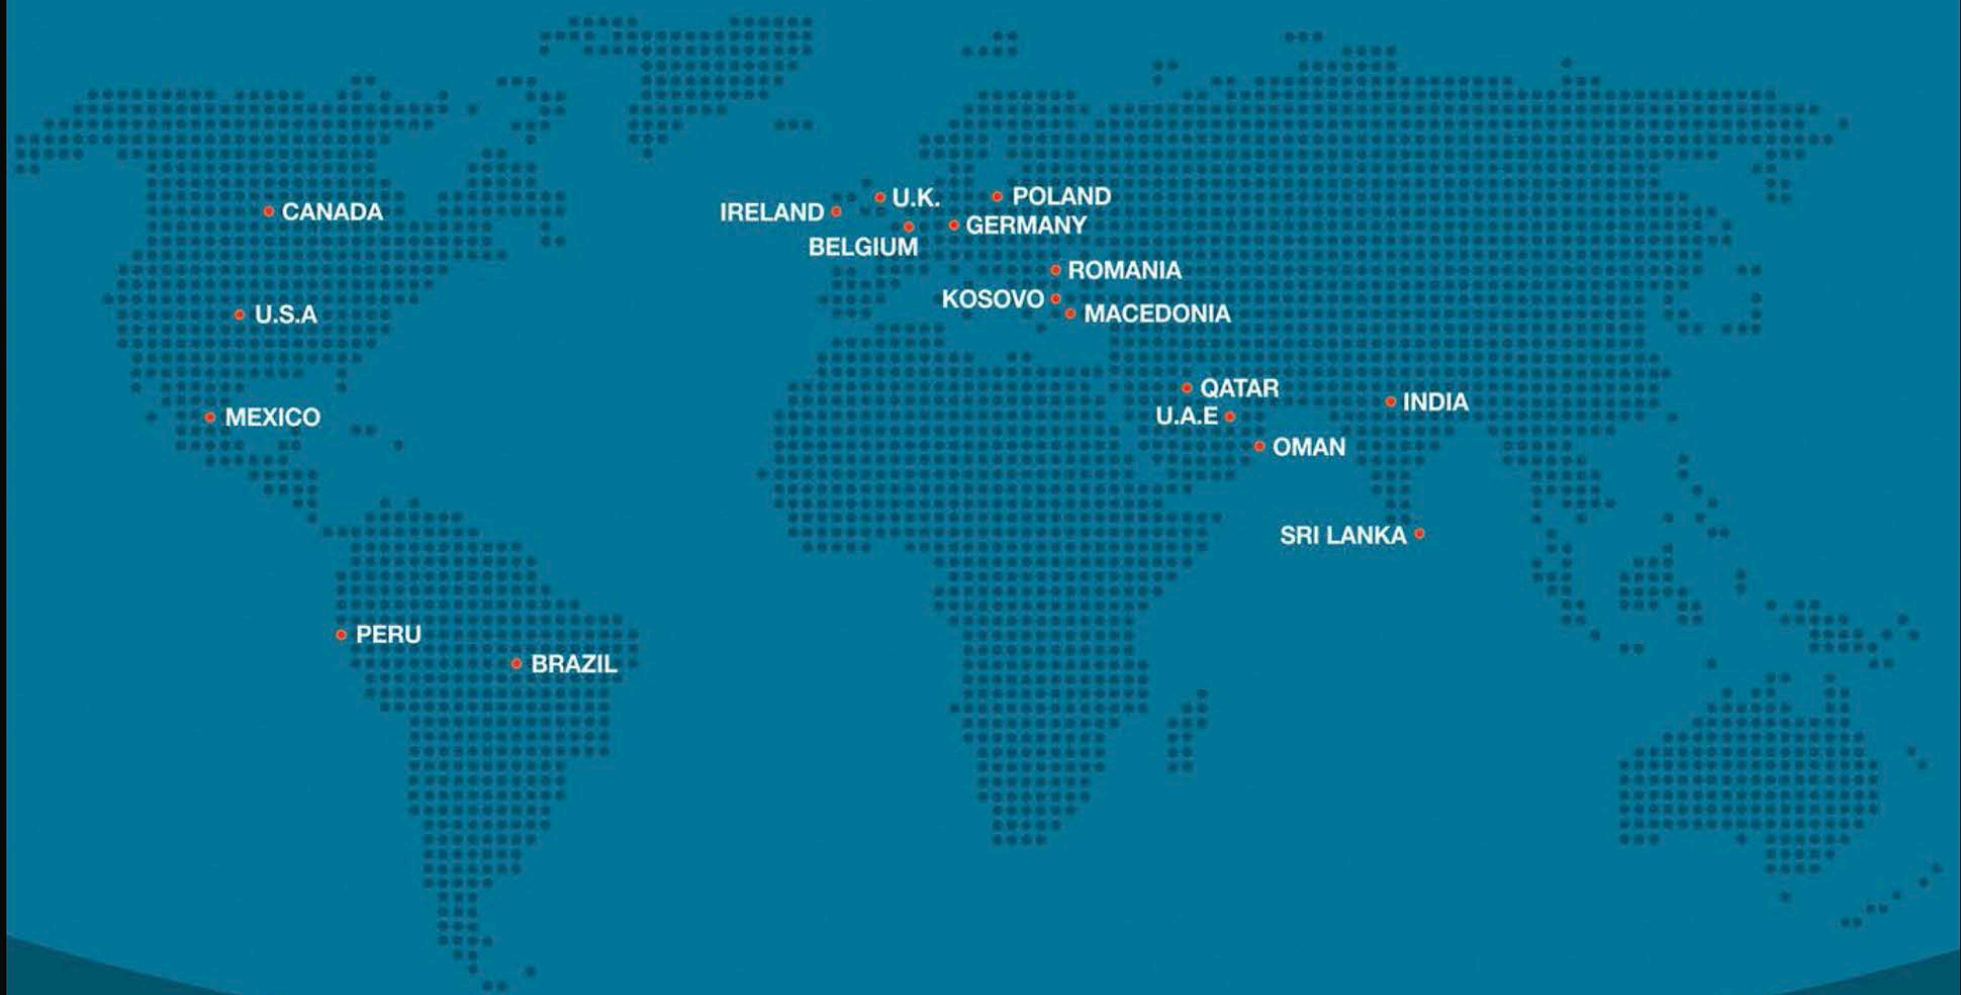 U.K.
POLAND
CANADA
IRELAND
GERMANY
BELGIUM
ROMANIA
KOSOVO
U.S.A
MACEDONIA
QATAR
INDIA
MEXICO
U.A.E
OMAN
SRI LANKA
PERU
BRAZIL